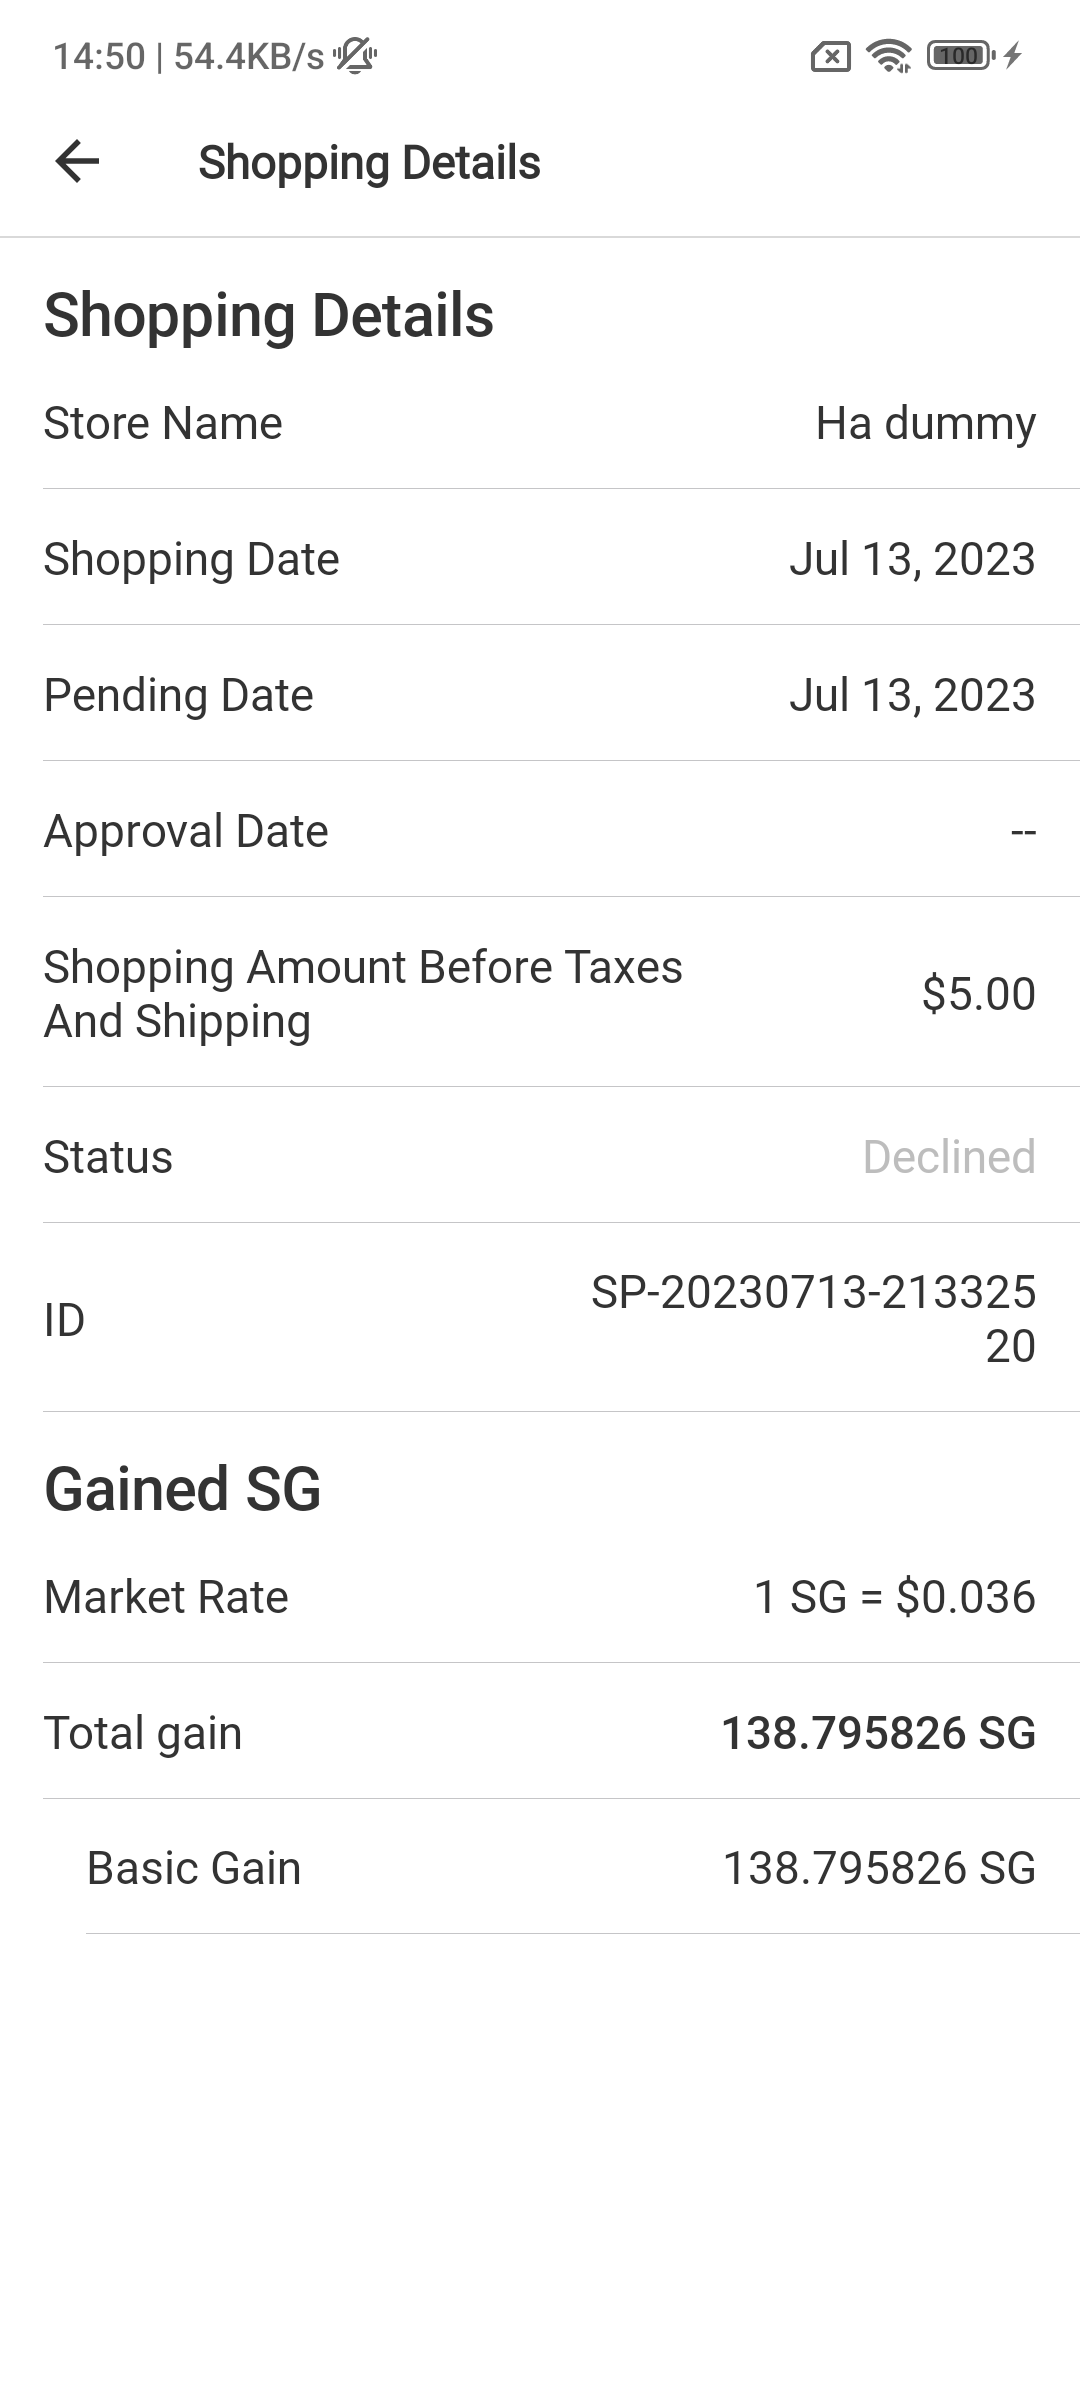 14:50 | 54.4KB/s
100
Shopping Details
Shopping Details
Store Name
Ha dummy
Shopping Date
Jul 13, 2023
Pending Date
Jul 13, 2023
Approval Date
--
Shopping Amount Before Taxes
And Shipping
$5.00
Status
Declined
ID
SP-20230713-213325
20
Gained SG
Market Rate
1 SG = $0.036
Total gain
138.795826 SG
Basic Gain
138.795826 SG